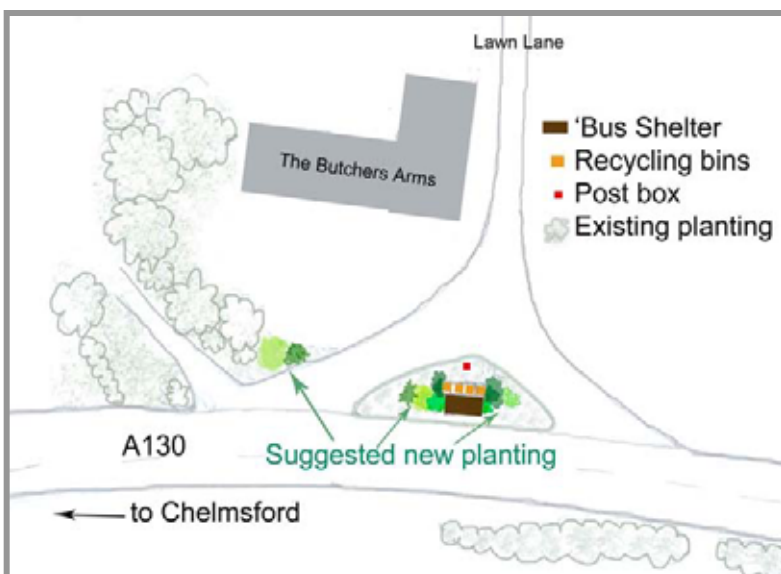 Lawn Lane
'Bus Shelter
Recycling bins
Post box
Existing planting
The Butchers Arms
A130
Suggested new planting
to Chelmsford